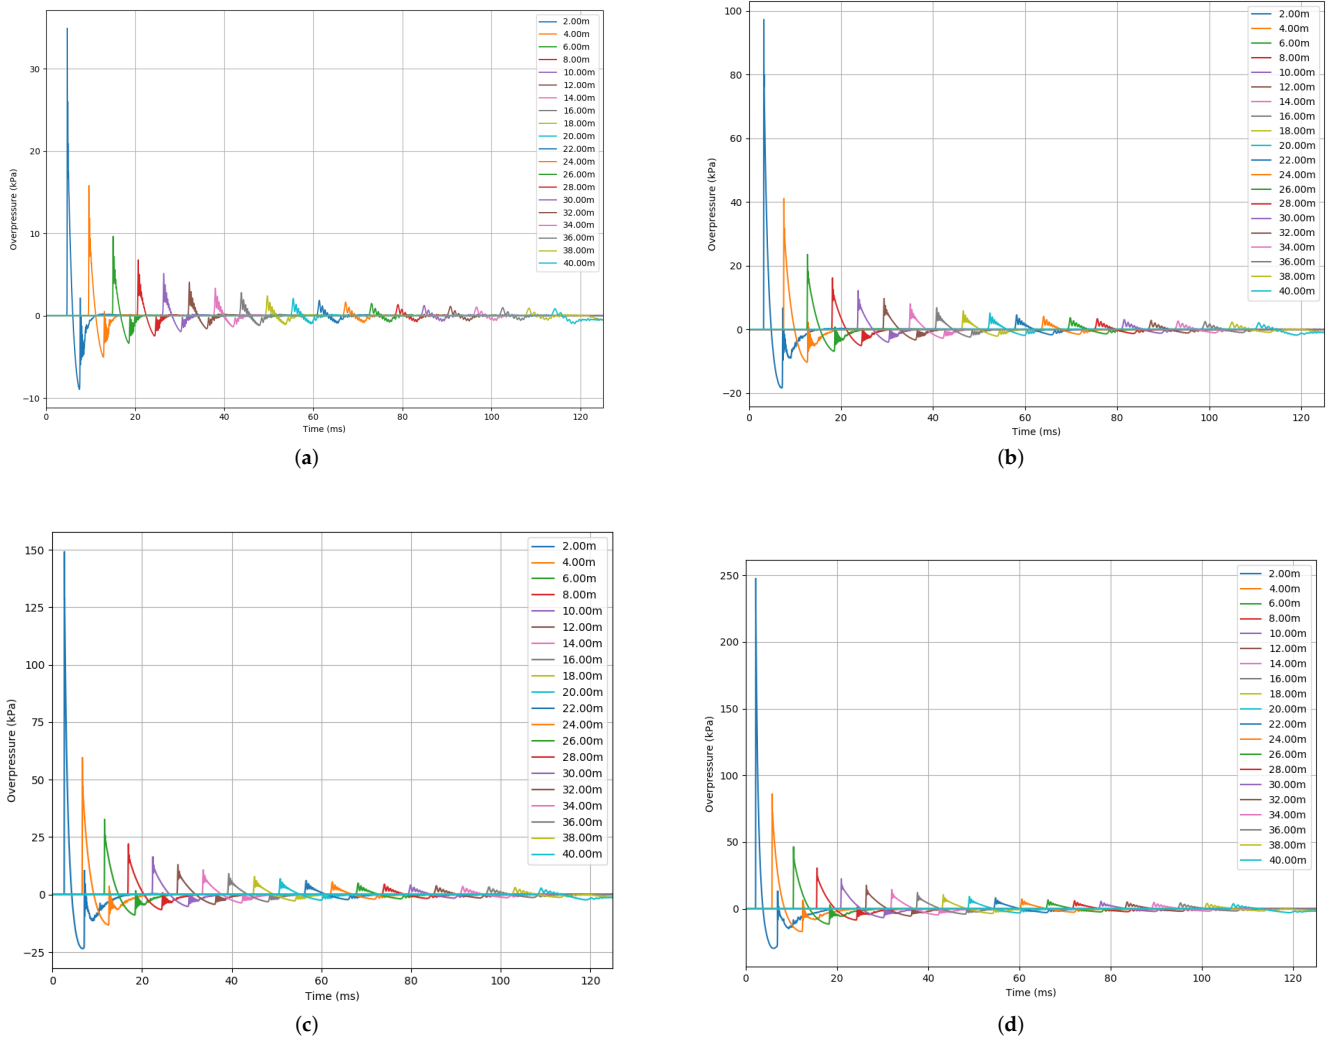 2.00m
4.00m
6.00m
8.00m
10.00m
12.00m
14.00m
16.00m
18.00m
20.00m
22.00m
24.00m
26.00m
28.00m
30.00m
32.00m
34.00m
36.00m
38.00m
40.00m
30
20
10
0
−10
Overpressure (kPa)
0 20 40 60 80 100 120
Time (ms)
(a)
2.00m
4.00m
6.00m
8.00m
10.00m
12.00m
14.00m
16.00m
18.00m
20.00m
22.00m
24.00m
26.00m
28.00m
30.00m
32.00m
34.00m
36.00m
38.00m
40.00m
100
80
60
40
20
0
−20
Overpressure (kPa)
0 20 40 60 80 100 120
Time (ms)
(b)
2.00m
4.00m
6.00m
8.00m
10.00m
12.00m
14.00m
16.00m
18.00m
20.00m
22.00m
24.00m
26.00m
28.00m
30.00m
32.00m
34.00m
36.00m
38.00m
40.00m
150
125
100
75
50
25
0
−25
Overpressure (kPa)
0 20 40 60 80 100 120
Time (ms)
(c)
2.00m
4.00m
6.00m
8.00m
10.00m
12.00m
14.00m
16.00m
18.00m
20.00m
22.00m
24.00m
26.00m
28.00m
30.00m
32.00m
34.00m
36.00m
38.00m
40.00m
250
200
150
100
50
0
Overpressure (kPa)
0 20 40 60 80 100 120
Time (ms)
(d)